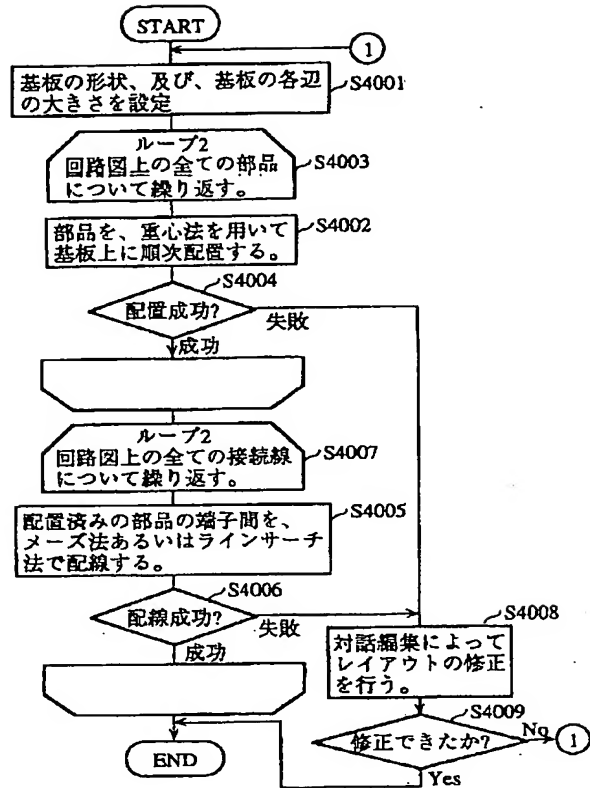 START
1
基板の形状、及び、基板の各辺
の大きさを設定
S4001
ループ2
回路図上の全ての部品
について繰り返す。
S4003
部品を、重心法を用いて
基板上に順次配置する。
S4002
S4004
配置成功?
失敗
成功
ループ2
回路図上の全ての接続線
について繰り返す。
S4007
配置済みの部品の端子間を、
メーズ法あるいはラインサーチ
法で配線する。
S4005
S4006
配線成功?
失敗
成功
S4008
対話編集によって
レイアウトの修正
を行う。
S4009
修正できたか?
No
1
Yes
END